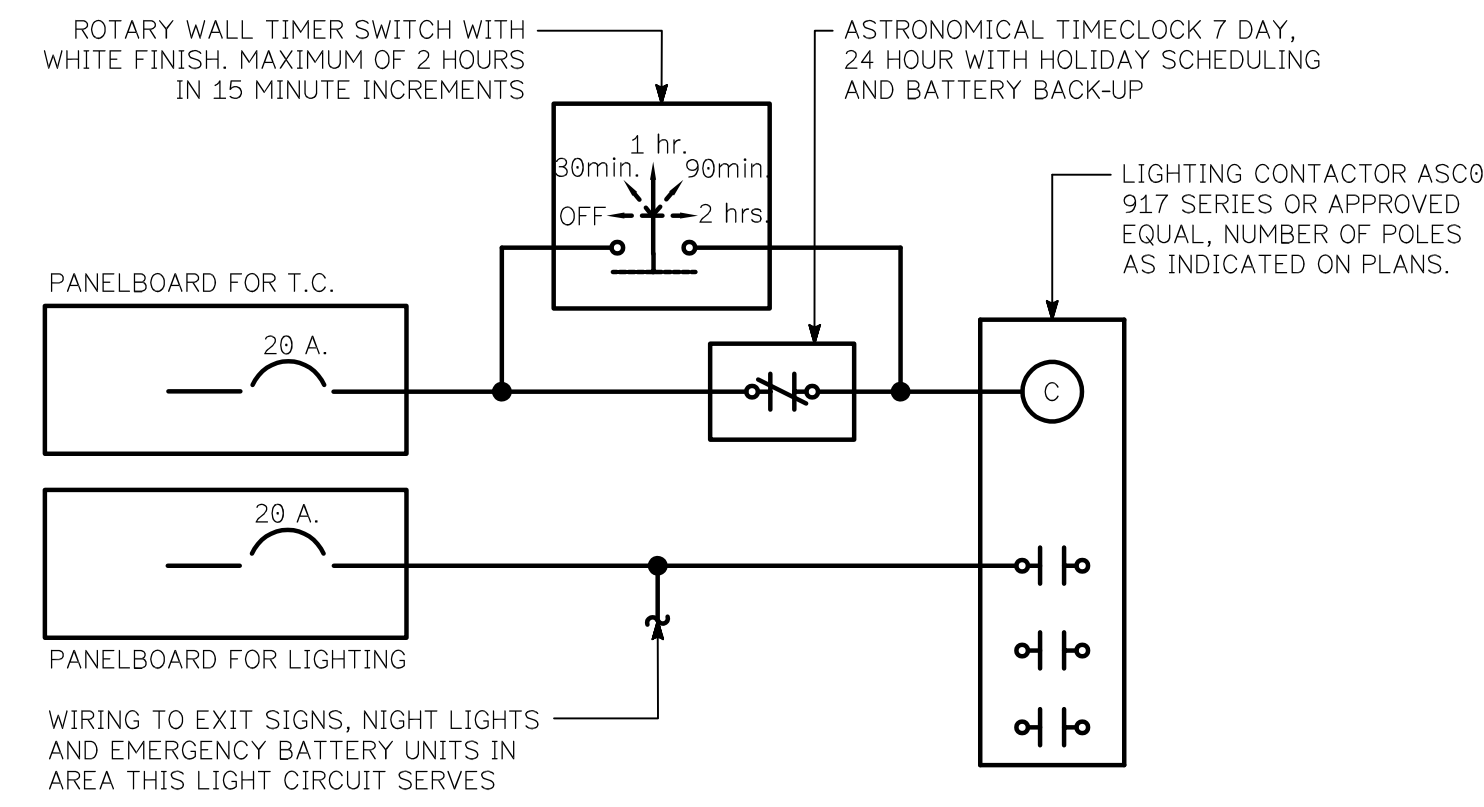 ROTARY WALL TIMER SWITCH WITH
WHITE FINISH. MAXIMUM OF 2 HOURS
IN 15 MINUTE INCREMENTS
ASTRONOMICAL TIMECLOCK 7 DAY,
24 HOUR WITH HOLIDAY SCHEDULING
AND BATTERY BACK-UP
1 hr.
30min.
90min.
OFF
2 hrs.
LIGHTING CONTACTOR ASCO
917 SERIES OR APPROVED
EQUAL, NUMBER OF POLES
AS INDICATED ON PLANS.
PANELBOARD FOR T.C.
20 A.
C
20 A.
PANELBOARD FOR LIGHTING
WIRING TO EXIT SIGNS, NIGHT LIGHTS
AND EMERGENCY BATTERY UNITS IN
AREA THIS LIGHT CIRCUIT SERVES